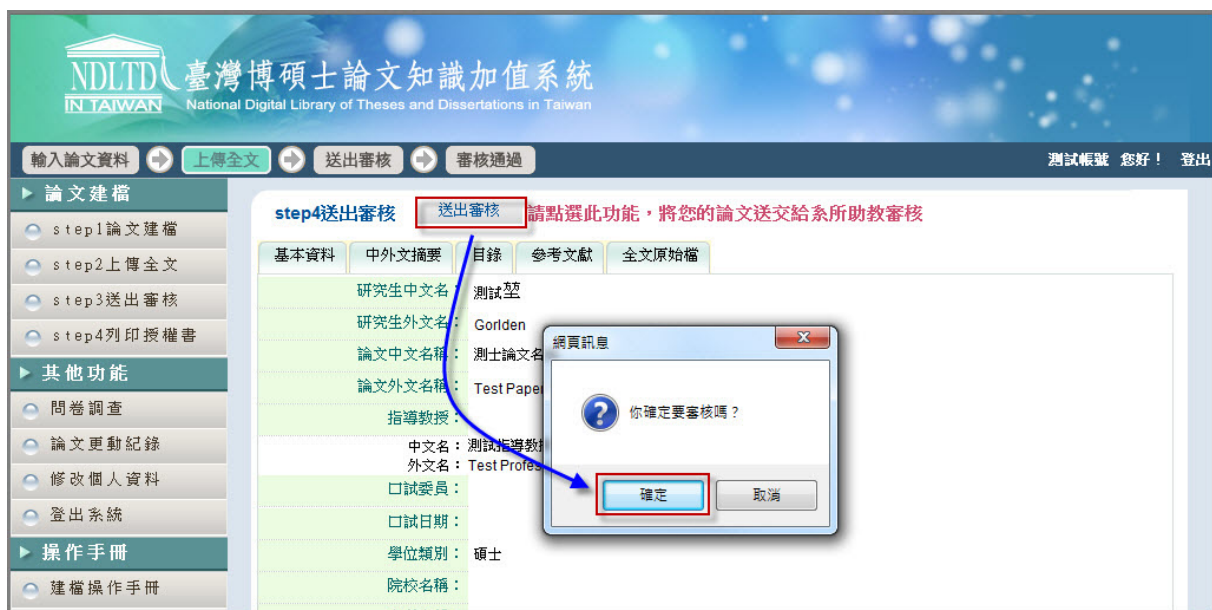 NDLTD 臺灣博碩士論文知識加值系統
IN TAIWAN National Digital Library of Theses and Dissertations in Taiwan
輸入論文資料 上傳全文 送出審核 審核通過 測試帳號 您好！ 登出
論文建檔
step1論文建檔
step2上傳全文
step3送出審核
step4列印授權書
其他功能
問卷調查
論文更動紀錄
修改個人資料
登出系統
操作手冊
建檔操作手冊
step4送出審核 送出審核 請點選此功能，將您的論文送交給系所助教審核
基本資料 中外文摘要 目錄 參考文獻 全文原始檔
研究生中文名： 測試堃
研究生外文名： Gorlden
論文中文名稱： 測士論文名
論文外文名稱： Test Paper
指導教授：
中文名： 測試指導教授
外文名： Test Profes
口試委員：
口試日期：
學位類別： 碩士
院校名稱：
網頁訊息
你確定要審核嗎？
確定 取消